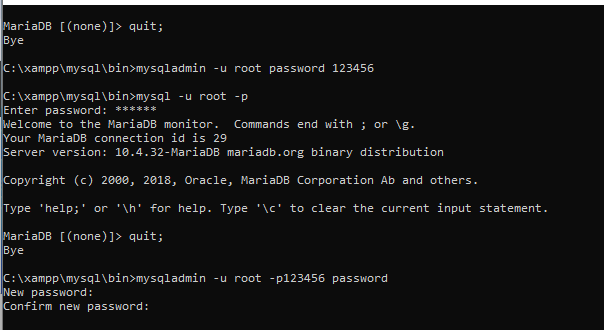 MariaDB [(none)]> quit;
Bye
C:\xampp\mysql\bin>mysqladmin -u root password 123456
C:\xampp\mysql\bin>mysql -u root -p
Enter password: ******
Welcome to the MariaDB monitor.  Commands end with ; or \g.
Your MariaDB connection id is 29
Server version: 10.4.32-MariaDB mariadb.org binary distribution
Copyright (c) 2000, 2018, Oracle, MariaDB Corporation Ab and others.
Type 'help;' or '\h' for help. Type '\c' to clear the current input statement.
MariaDB [(none)]> quit;
Bye
C:\xampp\mysql\bin>mysqladmin -u root -p123456 password
New password:
Confirm new password: